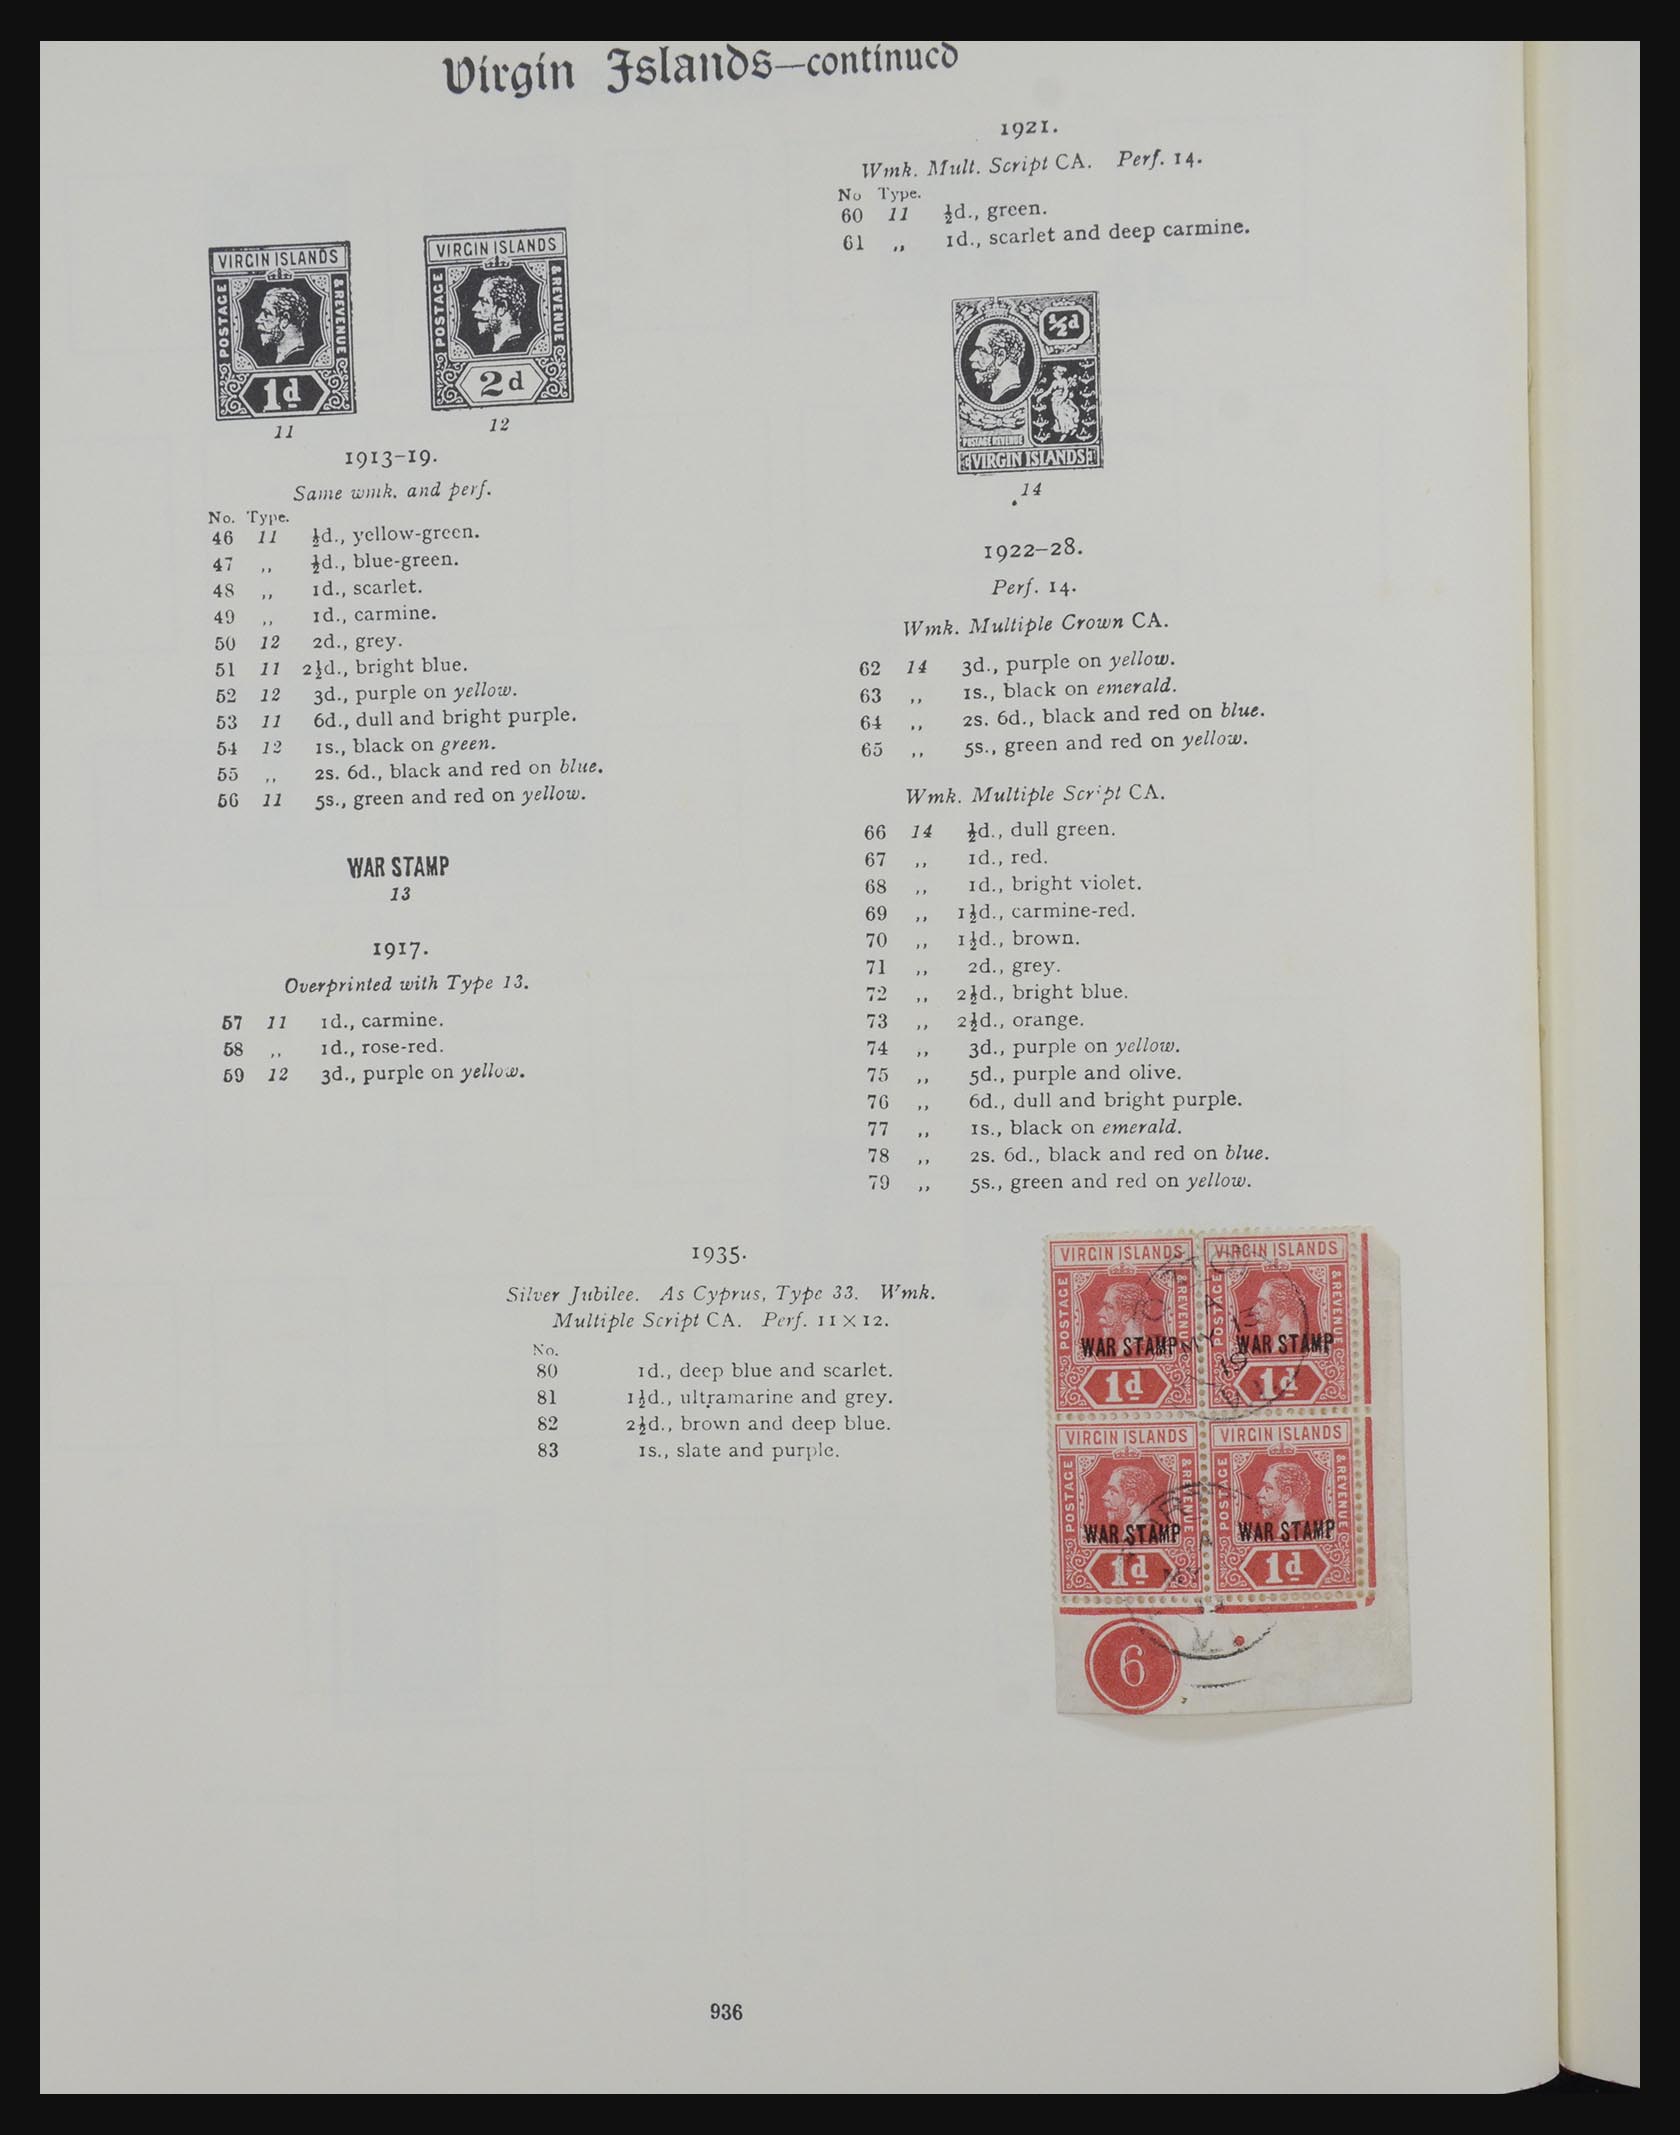 Virgin Islands—continued
VIRGIN ISLANDS
POSTAGE
& REVENUE
1d
11
VIRGIN ISLANDS
POSTAGE
& REVENUE
2d
12
1913–19.
Same wmk. and perf.
No. Type.
46 11 ½d., yellow-green.
47 ,, ½d., blue-green.
48 ,, 1d., scarlet.
49 ,, 1d., carmine.
50 12 2d., grey.
51 11 2½d., bright blue.
52 12 3d., purple on yellow.
53 11 6d., dull and bright purple.
54 12 1s., black on green.
55 ,, 2s. 6d., black and red on blue.
56 11 5s., green and red on yellow.
WAR STAMP
13
1917.
Overprinted with Type 13.
57 11 1d., carmine.
58 ,, 1d., rose-red.
59 12 3d., purple on yellow.
1921.
Wmk. Mult. Script CA. Perf. 14.
No Type.
60 11 ½d., green.
61 ,, 1d., scarlet and deep carmine.
½d
POSTAGE REVENUE
VIRGIN ISLANDS
14
1922–28.
Perf. 14.
Wmk. Multiple Crown CA.
62 14 3d., purple on yellow.
63 ,, 1s., black on emerald.
64 ,, 2s. 6d., black and red on blue.
65 ,, 5s., green and red on yellow.
Wmk. Multiple Script CA.
66 14 ½d., dull green.
67 ,, 1d., red.
68 ,, 1d., bright violet.
69 ,, 1½d., carmine-red.
70 ,, 1½d., brown.
71 ,, 2d., grey.
72 ,, 2½d., bright blue.
73 ,, 2½d., orange.
74 ,, 3d., purple on yellow.
75 ,, 5d., purple and olive.
76 ,, 6d., dull and bright purple.
77 ,, 1s., black on emerald.
78 ,, 2s. 6d., black and red on blue.
79 ,, 5s., green and red on yellow.
1935.
Silver Jubilee. As Cyprus, Type 33. Wmk.
Multiple Script CA. Perf. 11 × 12.
No.
80 1d., deep blue and scarlet.
81 1½d., ultramarine and grey.
82 2½d., brown and deep blue.
83 1s., slate and purple.
VIRGIN ISLANDS
POSTAGE
& REVENUE
WAR STAMP
1d
VIRGIN ISLANDS
POSTAGE
& REVENUE
WAR STAMP
1d
A
MY 13
19
VIRGIN ISLANDS
POSTAGE
& REVENUE
WAR STAMP
1d
VIRGIN ISLANDS
POSTAGE
& REVENUE
WAR STAMP
1d
A
MY
6
936